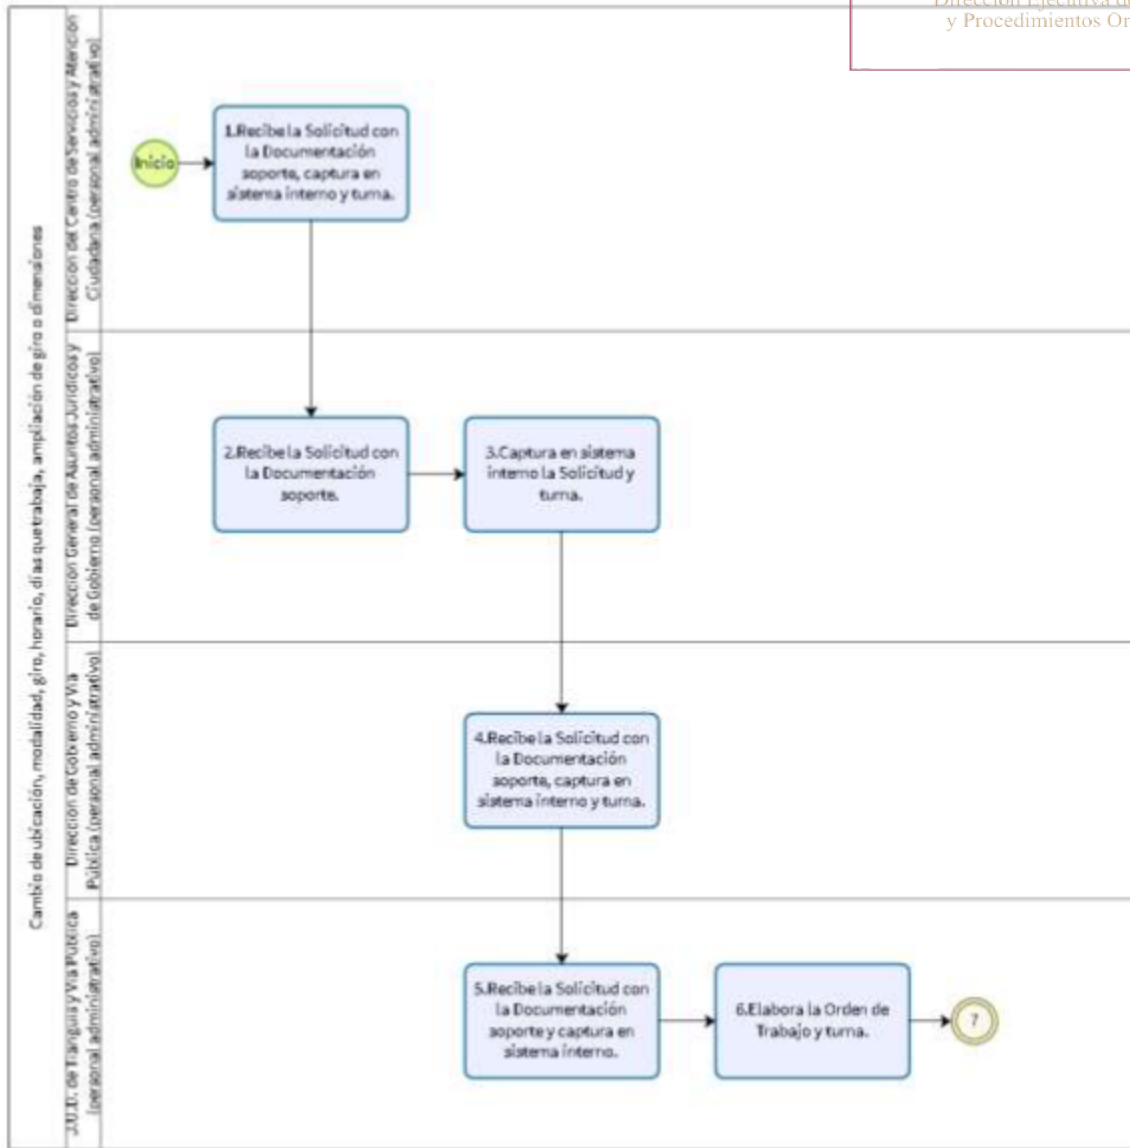 Dirección Ejecutiva de
y Procedimientos Or
Cambio de ubicación, modalidad, giro, horario, días que trabaja, ampliación de giro o dimensiones
Dirección del Centro de Servicios y Atención
Ciudadana (personal administrativo)
Inicio
1.Recibe la Solicitud con
la Documentación
soporte, captura en
sistema interno y turna.
Dirección General de Asuntos Jurídicos y
de Gobierno (personal administrativo)
2.Recibe la Solicitud con
la Documentación
soporte.
3.Captura en sistema
interno la Solicitud y
turna.
Dirección de Gobierno y Vía
Pública (personal administrativo)
4.Recibe la Solicitud con
la Documentación
soporte, captura en
sistema interno y turna.
J.U.D. de Tianguis y Vía Pública
(personal administrativo)
5.Recibe la Solicitud con
la Documentación
soporte y captura en
sistema interno.
6.Elabora la Orden de
Trabajo y turna.
7